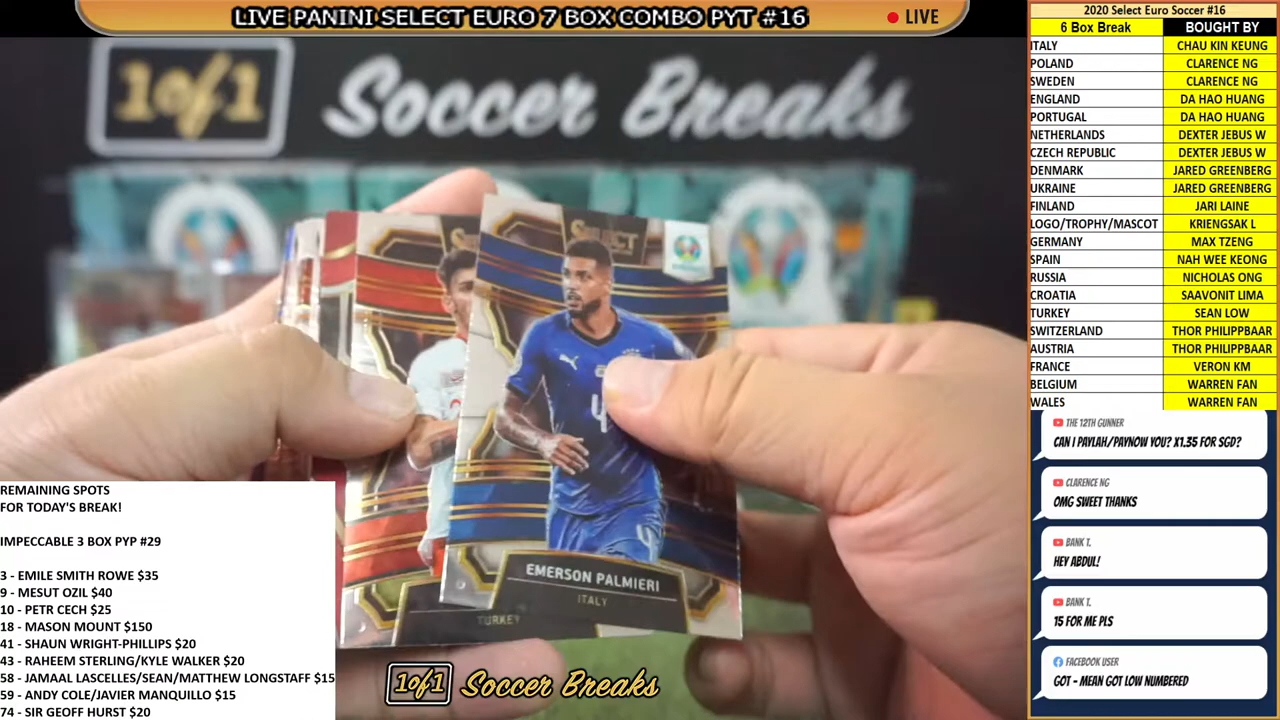 LIVE PANINI SELECT EURO 7 BOX COMBO PYT #16
LIVE
1of1 Soccer Breaks
SELECT
EMERSON PALMIERI
ITALY
TURKEY
4
4
1of1 Soccer Breaks
2020 Select Euro Soccer #16
6 Box Break BOUGHT BY
ITALY CHAU KIN KEUNG
POLAND CLARENCE NG
SWEDEN CLARENCE NG
ENGLAND DA HAO HUANG
PORTUGAL DA HAO HUANG
NETHERLANDS DEXTER JEBUS W
CZECH REPUBLIC DEXTER JEBUS W
DENMARK JARED GREENBERG
UKRAINE JARED GREENBERG
FINLAND JARI LAINE
LOGO/TROPHY/MASCOT KRIENGSAK L
GERMANY MAX TZENG
SPAIN NAH WEE KEONG
RUSSIA NICHOLAS ONG
CROATIA SAAVONIT LIMA
TURKEY SEAN LOW
SWITZERLAND THOR PHILIPPBAAR
AUSTRIA THOR PHILIPPBAAR
FRANCE VERON KM
BELGIUM WARREN FAN
WALES WARREN FAN
THE 12TH GUNNER
CAN I PAYLAH/PAYNOW YOU? X1.35 FOR SGD?
CLARENCE NG
OMG SWEET THANKS
BANK T.
HEY ABDUL!
BANK T.
15 FOR ME PLS
FACEBOOK USER
GOT - MEAN GOT LOW NUMBERED
REMAINING SPOTS
FOR TODAY'S BREAK!
IMPECCABLE 3 BOX PYP #29
3 - EMILE SMITH ROWE $35
9 - MESUT OZIL $40
10 - PETR CECH $25
18 - MASON MOUNT $150
41 - SHAUN WRIGHT-PHILLIPS $20
43 - RAHEEM STERLING/KYLE WALKER $20
58 - JAMAAL LASCELLES/SEAN/MATTHEW LONGSTAFF $15
59 - ANDY COLE/JAVIER MANQUILLO $15
74 - SIR GEOFF HURST $20